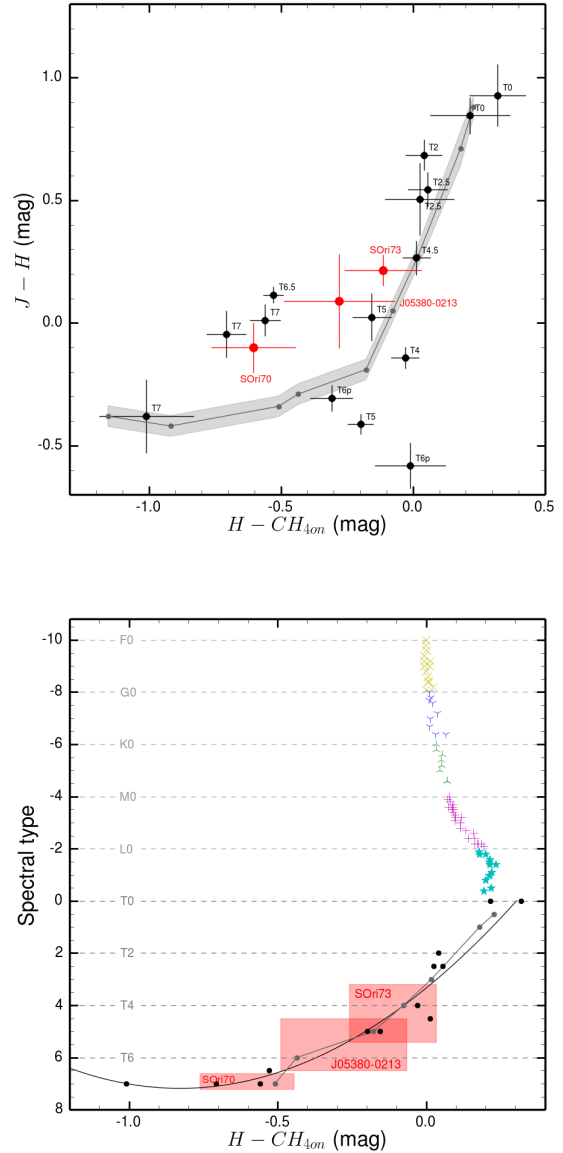 1.0
0.5
0.0
-0.5
J − H (mag)
T0
T0
T2
T2.5
T2.5
SOri73
T4.5
T6.5
J05380-0213
T7
T7
T5
SOri70
T4
T6p
T7
T5
T6p
-1.0 -0.5 0.0 0.5
H − CH4on (mag)
-10
-8
-6
-4
-2
0
2
4
6
8
Spectral type
F0
G0
K0
M0
L0
T0
T2
T4
T6
SOri73
J05380-0213
SOri70
-1.0 -0.5 0.0
H − CH4on (mag)